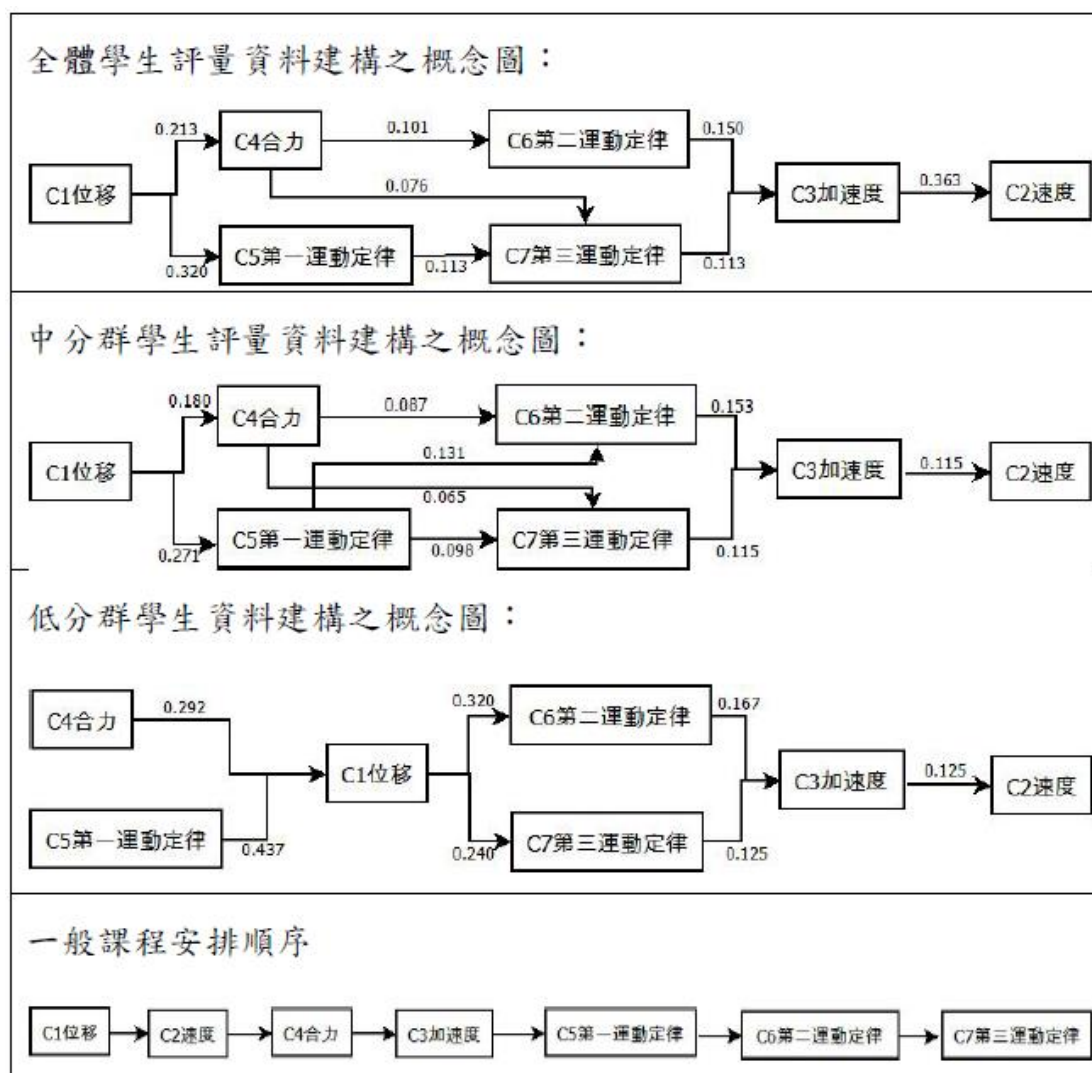 全體學生評量資料建構之概念圖：
0.213
C4合力
0.101
C6第二運動定律
0.150
C1位移
0.076
C3加速度
0.363
C2速度
0.320
C5第一運動定律
0.113
C7第三運動定律
0.113
中分群學生評量資料建構之概念圖：
0.180
C4合力
0.087
C6第二運動定律
0.153
C1位移
0.131
C3加速度
0.115
C2速度
0.065
0.271
C5第一運動定律
0.098
C7第三運動定律
0.115
低分群學生資料建構之概念圖：
C4合力
0.292
0.320
C6第二運動定律
0.167
C1位移
C3加速度
0.125
C2速度
C5第一運動定律
0.437
0.240
C7第三運動定律
0.125
一般課程安排順序
C1位移
C2速度
C4合力
C3加速度
C5第一運動定律
C6第二運動定律
C7第三運動定律